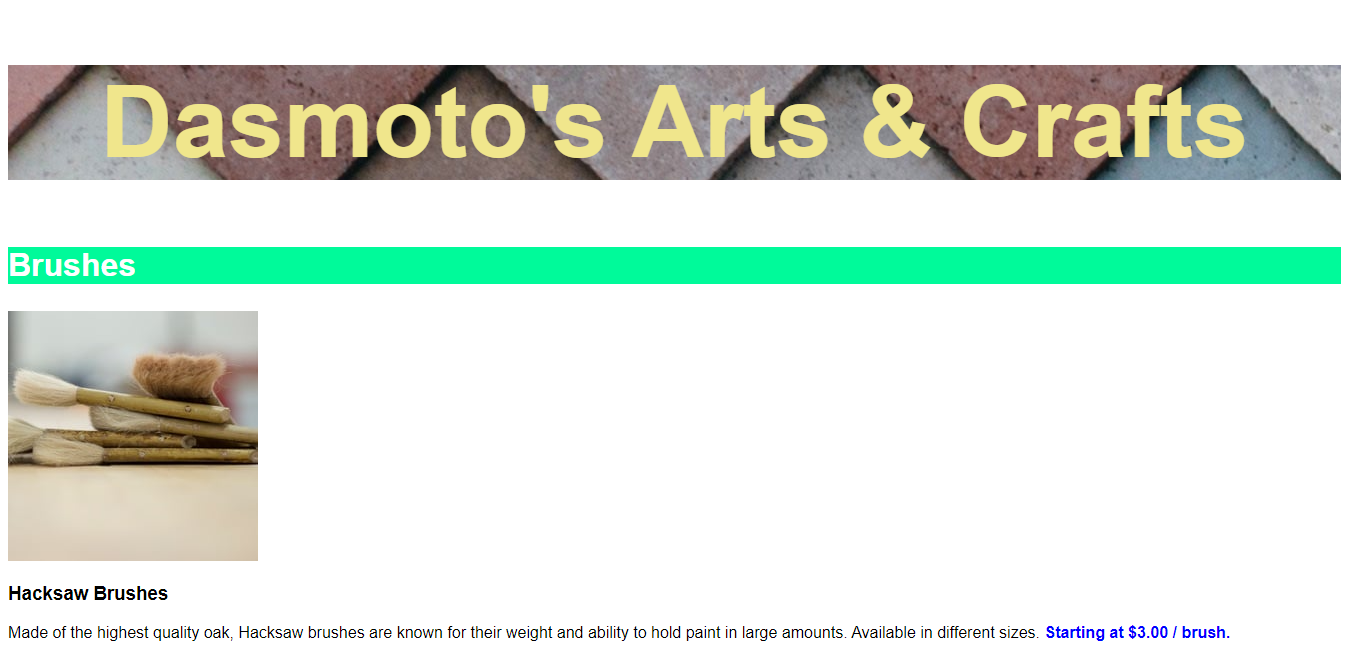 Dasmoto's Arts & Crafts
Brushes
Hacksaw Brushes
Made of the highest quality oak, Hacksaw brushes are known for their weight and ability to hold paint in large amounts. Available in different sizes. Starting at $3.00 / brush.